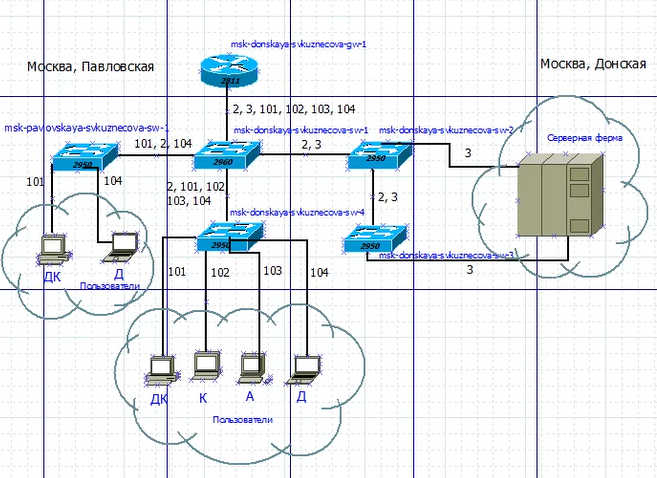 msk-donskaya-svkuznecova-gw-1
Москва, Павловская
Москва, Донская
2811
2, 3, 101, 102, 103, 104
msk-pavlovskaya-svkuznecova-sw-1
msk-donskaya-svkuznecova-sw-1
msk-donskaya-svkuznecova-sw-2
Серверная ферма
101, 2, 104
2, 3
3
2950
2960
2950
101
104
2, 101, 102
103, 104
2, 3
msk-donskaya-svkuznecova-sw-4
2950
2950
msk-donskaya-svkuznecova-sw-3
3
ДК
Д
Пользователи
101
102
103
104
ДК
К
А
Д
Пользователи